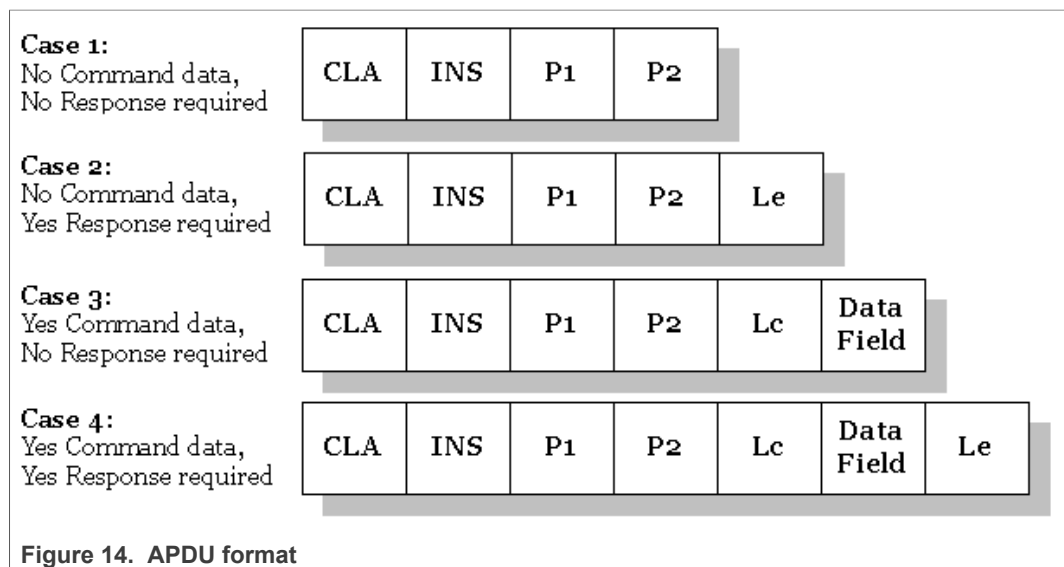 Case 1:
No Command data,
No Response required
CLA INS P1 P2
Case 2:
No Command data,
Yes Response required
CLA INS P1 P2 Le
Case 3:
Yes Command data,
No Response required
CLA INS P1 P2 Lc Data Field
Case 4:
Yes Command data,
Yes Response required
CLA INS P1 P2 Lc Data Field Le
Figure 14. APDU format